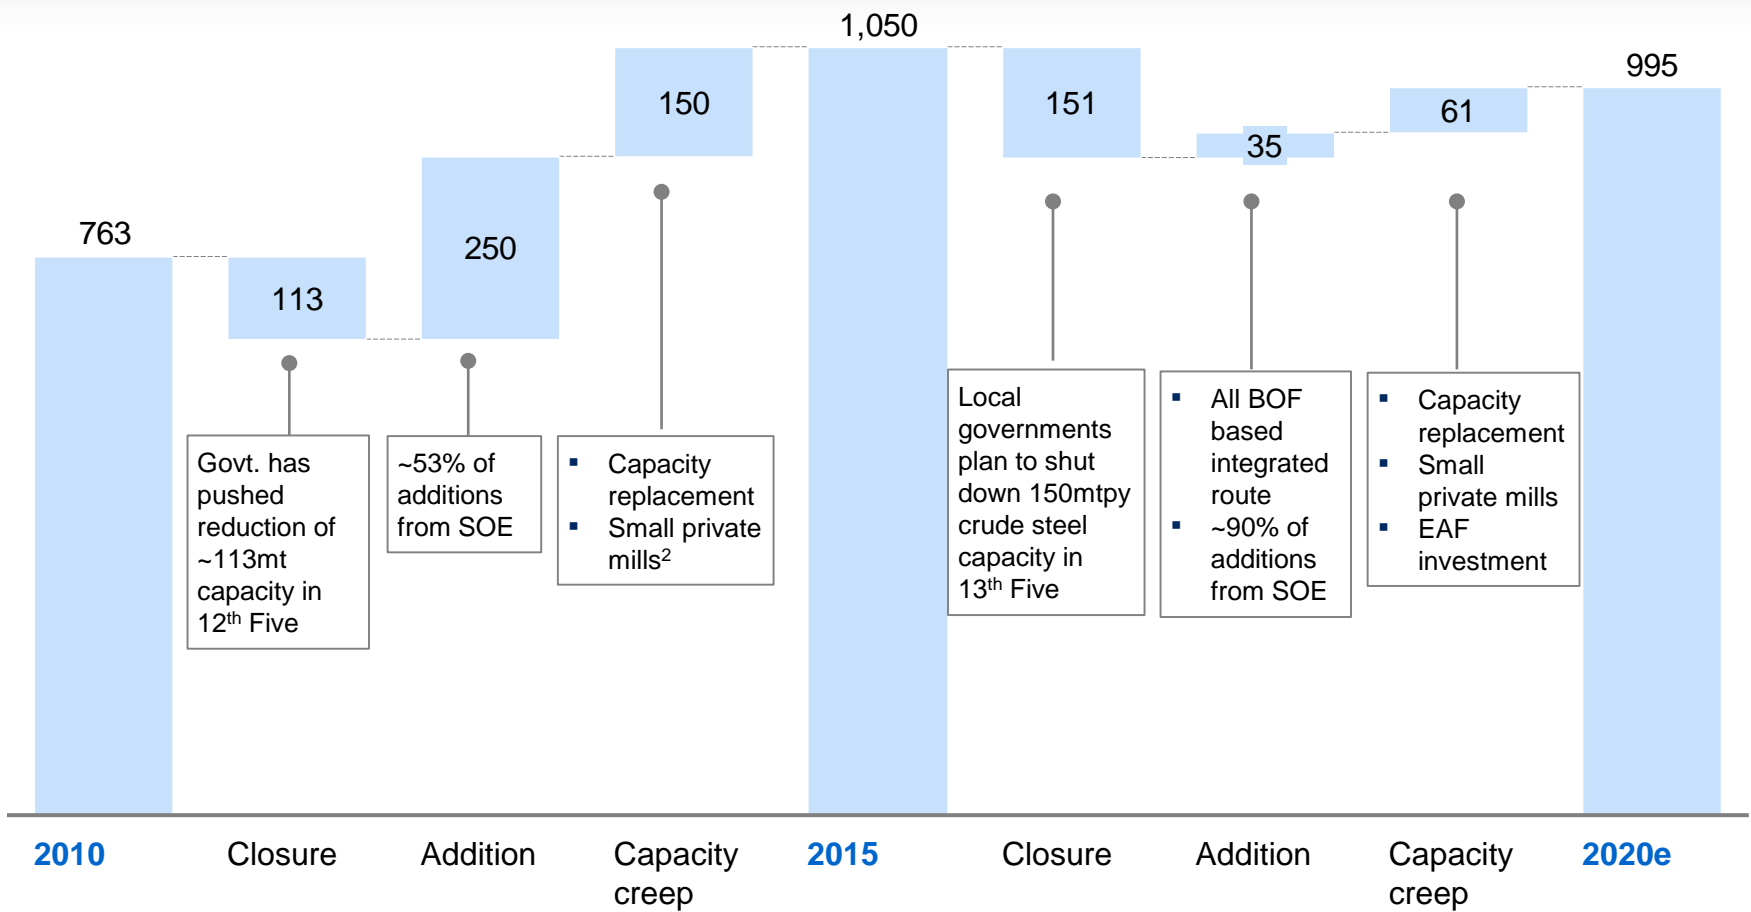 1,050
995
150
151
61
35
763
250
113
Govt. has
pushed
reduction of
~113mt
capacity in
12th Five
~53% of
additions
from SOE
▪ Capacity
replacement
▪ Small private
mills2
Local
governments
plan to shut
down 150mtpy
crude steel
capacity in
13th Five
▪ All BOF
based
integrated
route
▪ ~90% of
additions
from SOE
▪ Capacity
replacement
▪ Small
private mills
▪ EAF
investment
2010
Closure
Addition
Capacity
creep
2015
Closure
Addition
Capacity
creep
2020e